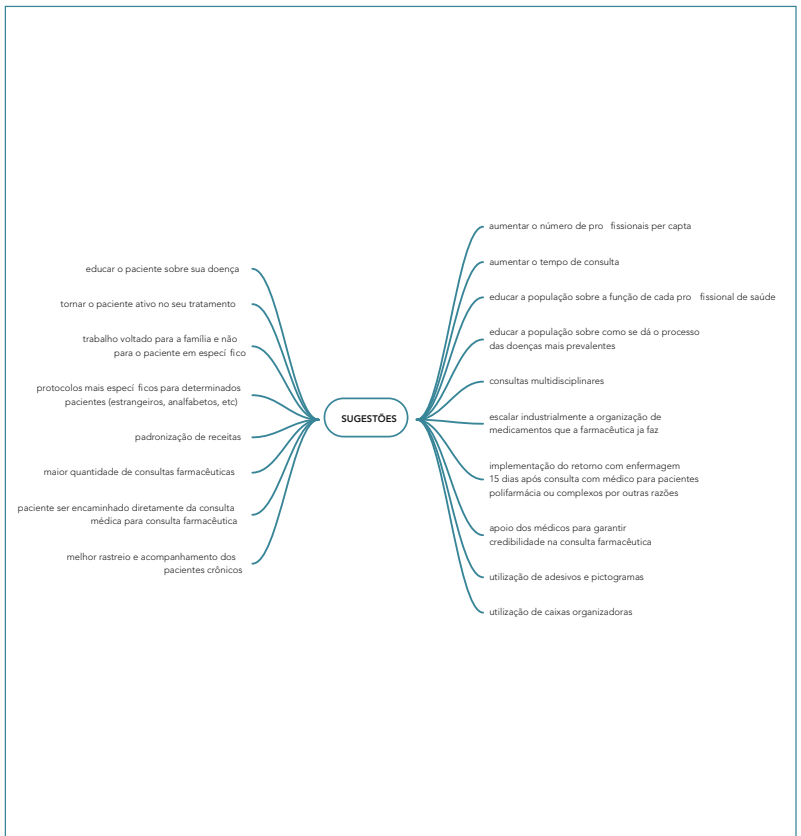 educar o paciente sobre sua doença
tornar o paciente ativo no seu tratamento
trabalho voltado para a família e não
para o paciente em especí fico
protocolos mais especí ficos para determinados
pacientes (estrangeiros, analfabetos, etc)
padronização de receitas
maior quantidade de consultas farmacêuticas
paciente ser encaminhado diretamente da consulta
médica para consulta farmacêutica
melhor rastreio e acompanhamento dos
pacientes crônicos
SUGESTÕES
aumentar o número de pro fissionais per capta
aumentar o tempo de consulta
educar a população sobre a função de cada pro fissional de saúde
educar a população sobre como se dá o processo
das doenças mais prevalentes
consultas multidisciplinares
escalar industrialmente a organização de
medicamentos que a farmacêutica ja faz
implementação do retorno com enfermagem
15 dias após consulta com médico para pacientes
polifarmácia ou complexos por outras razões
apoio dos médicos para garantir
credibilidade na consulta farmacêutica
utilização de adesivos e pictogramas
utilização de caixas organizadoras